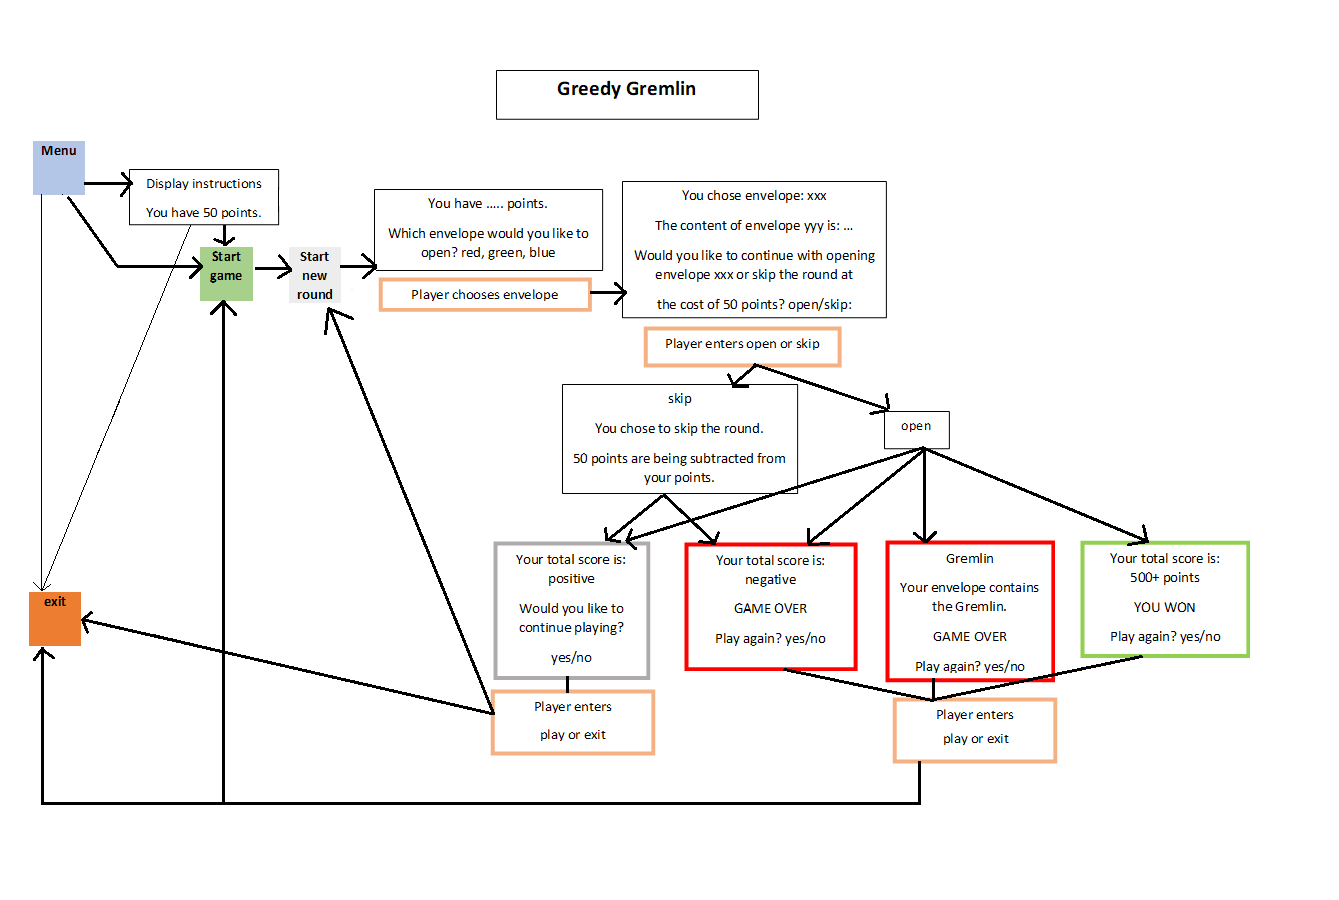 Greedy Gremlin
Menu
Display instructions
You have 50 points.
Start
game
Start
new
round
You have ..... points.
Which envelope would you like to
open? red, green, blue
Player chooses envelope
You chose envelope: xxx
The content of envelope yyy is: ...
Would you like to continue with opening
envelope xxx or skip the round at
the cost of 50 points? open/skip:
Player enters open or skip
skip
You chose to skip the round.
50 points are being subtracted from
your points.
open
exit
Your total score is:
positive
Would you like to
continue playing?
yes/no
Player enters
play or exit
Your total score is:
negative
GAME OVER
Play again? yes/no
Gremlin
Your envelope contains
the Gremlin.
GAME OVER
Play again? yes/no
Your total score is:
500+ points
YOU WON
Play again? yes/no
Player enters
play or exit